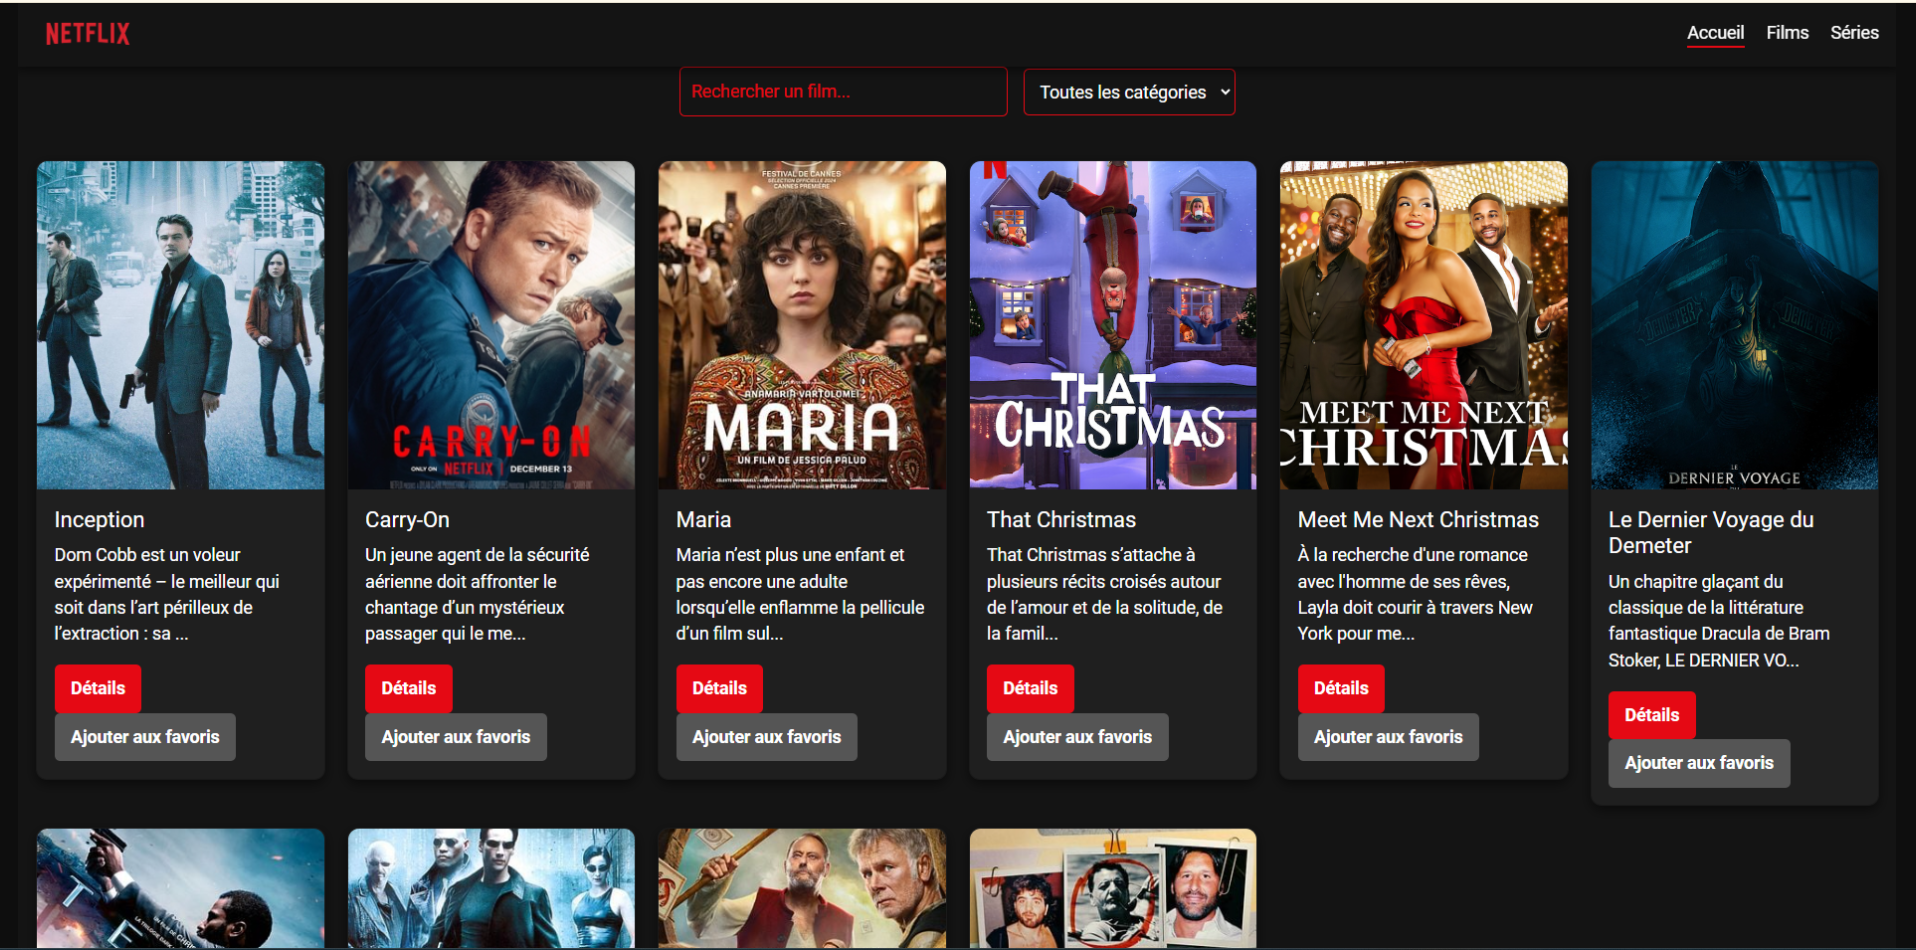 NETFLIX
Accueil
Films
Séries
Rechercher un film...
Toutes les catégories
FESTIVAL DE CANNES
SÉLECTION OFFICIELLE 2024
CANNES PREMIÈRE
CARRY-ON
ONLY ON NETFLIX | DECEMBER 13
ANAMARIA VARTOLOMEI
MARIA
UN FILM DE JESSICA PALUD
N
THAT
CHRISTMAS
MEET ME NEXT
CHRISTMAS
DEMETER
LE
DERNIER VOYAGE
Inception
Dom Cobb est un voleur
expérimenté – le meilleur qui
soit dans l’art périlleux de
l’extraction : sa ...
Détails
Ajouter aux favoris
Carry-On
Un jeune agent de la sécurité
aérienne doit affronter le
chantage d’un mystérieux
passager qui le me...
Détails
Ajouter aux favoris
Maria
Maria n’est plus une enfant et
pas encore une adulte
lorsqu’elle enflamme la pellicule
d’un film sul...
Détails
Ajouter aux favoris
That Christmas
That Christmas s’attache à
plusieurs récits croisés autour
de l’amour et de la solitude, de
la famil...
Détails
Ajouter aux favoris
Meet Me Next Christmas
À la recherche d'une romance
avec l'homme de ses rêves,
Layla doit courir à travers New
York pour me...
Détails
Ajouter aux favoris
Le Dernier Voyage du
Demeter
Un chapitre glaçant du
classique de la littérature
fantastique Dracula de Bram
Stoker, LE DERNIER VO...
Détails
Ajouter aux favoris
T
E